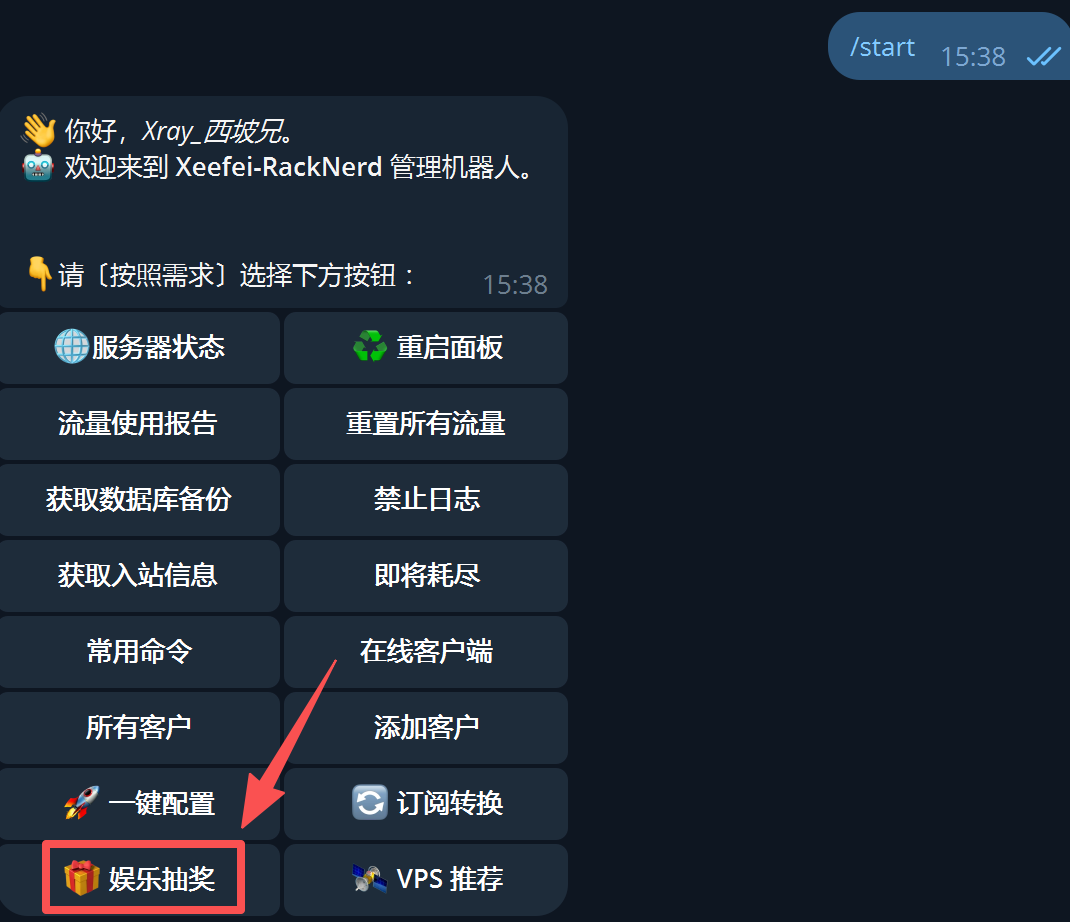 /start 15:38
👋 你好，Xray_西坡兄。
🤖 欢迎来到 Xeefei-RackNerd 管理机器人。
👇请〔按照需求〕选择下方按钮：
15:38
🌐服务器状态
♻️ 重启面板
流量使用报告
重置所有流量
获取数据库备份
禁止日志
获取入站信息
即将耗尽
常用命令
在线客户端
所有客户
添加客户
🚀 一键配置
🔄 订阅转换
🎁 娱乐抽奖
🛰 VPS 推荐